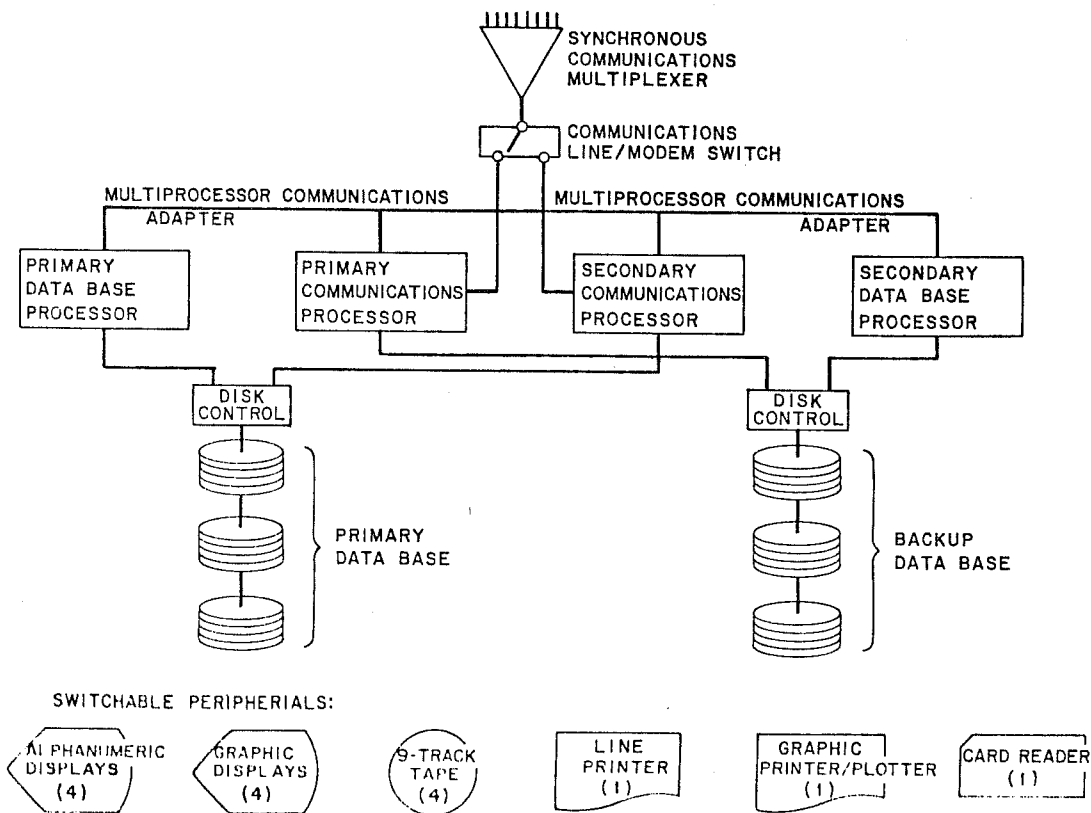 SYNCHRONOUS
COMMUNICATIONS
MULTIPLEXER
COMMUNICATIONS
LINE/MODEM SWITCH
MULTIPROCESSOR COMMUNICATIONS
ADAPTER
MULTIPROCESSOR COMMUNICATIONS
ADAPTER
PRIMARY
DATA BASE
PROCESSOR
PRIMARY
COMMUNICATIONS
PROCESSOR
SECONDARY
COMMUNICATIONS
PROCESSOR
SECONDARY
DATA BASE
PROCESSOR
DISK
CONTROL
DISK
CONTROL
PRIMARY
DATA BASE
BACKUP
DATA BASE
SWITCHABLE PERIPHERIALS:
ALPHANUMERIC
DISPLAYS
(4)
GRAPHIC
DISPLAYS
(4)
9-TRACK
TAPE
(4)
LINE
PRINTER
(1)
GRAPHIC
PRINTER/PLOTTER
(1)
CARD READER
(1)